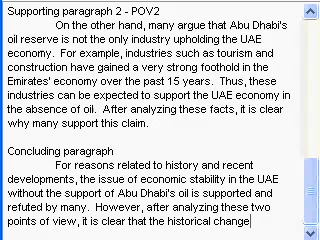 Supporting paragraph 2 - POV2
On the other hand, many argue that Abu Dhabi's
oil reserve is not the only industry upholding the UAE
economy.  For example, industries such as tourism and
construction have gained a very strong foothold in the
Emirates' economy over the past 15 years.  Thus, these
industries can be expected to support the UAE economy in
the absence of oil.  After analyzing these facts, it is clear
why many support this claim.

Concluding paragraph
For reasons related to history and recent
developments, the issue of economic stability in the UAE
without the support of Abu Dhabi's oil is supported and
refuted by many.  However, after analyzing these two
points of view, it is clear that the historical change